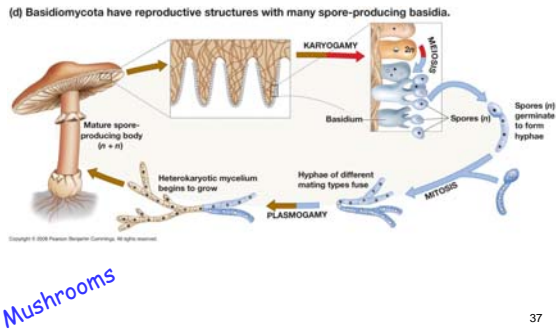 (d) Basidiomycota have reproductive structures with many spore-producing basidia.
KARYOGAMY
2n
MEIOSIS
Basidium
Spores (n)
Spores (n)
germinate
to form
hyphae
Mature spore-
producing body
(n + n)
Heterokaryotic mycelium
begins to grow
Hyphae of different
mating types fuse
MITOSIS
PLASMOGAMY
Copyright © 2008 Pearson Benjamin Cummings. All rights reserved.
Mushrooms
37